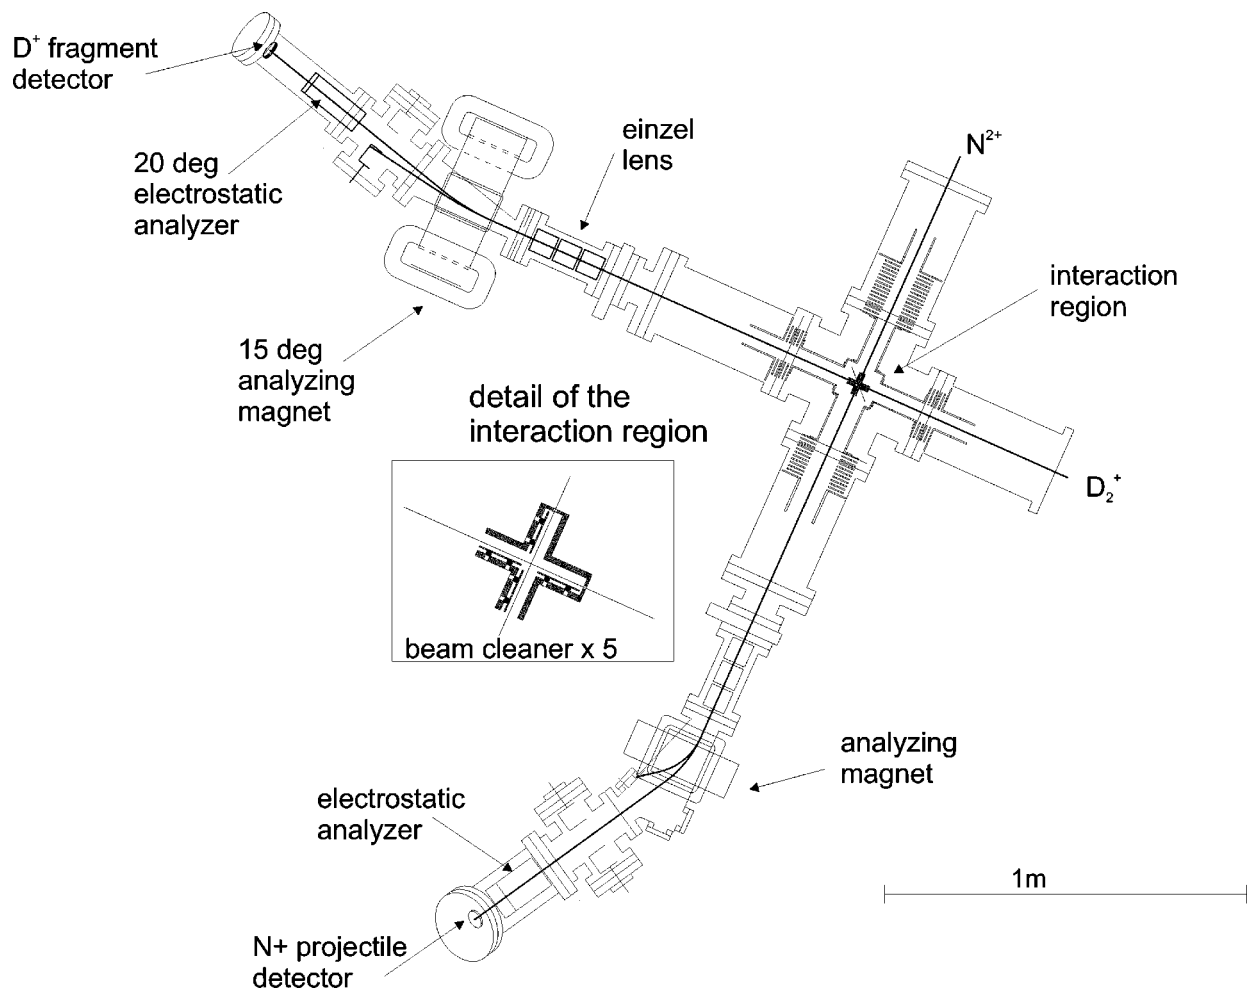 D⁺ fragment
detector
20 deg
electrostatic
analyzer
einzel
lens
N²⁺
interaction
region
15 deg
analyzing
magnet
detail of the
interaction region
D₂⁺
beam cleaner x 5
analyzing
magnet
electrostatic
analyzer
1m
N+ projectile
detector